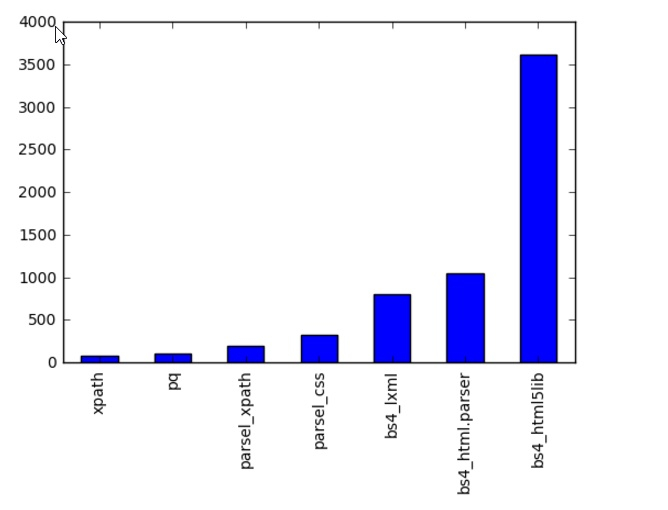 4000
3500
3000
2500
2000
1500
1000
500
0
xpath
pq
parsel_xpath
parsel_css
bs4_lxml
bs4_html.parser
bs4_html5lib